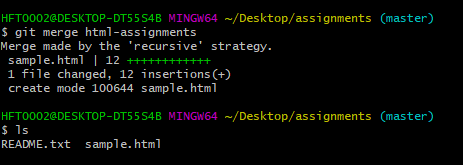 HFT0002@DESKTOP-DT55S4B MINGW64 ~/Desktop/assignments (master)
$ git merge html-assignments
Merge made by the 'recursive' strategy.
 sample.html | 12 ++++++++++++
 1 file changed, 12 insertions(+)
 create mode 100644 sample.html
HFT0002@DESKTOP-DT55S4B MINGW64 ~/Desktop/assignments (master)
$ ls
README.txt  sample.html